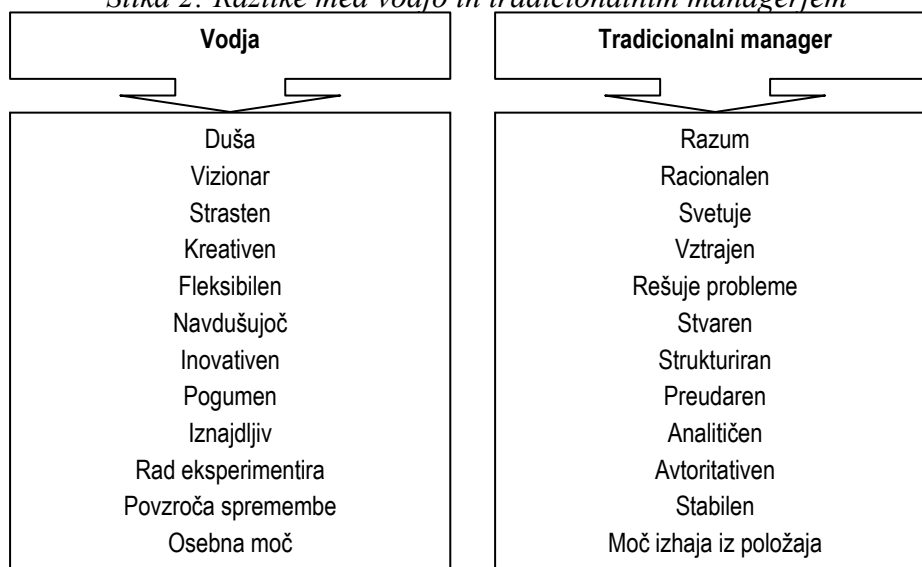 Slika 2: Razlike med vodjo in tradicionalnim managerjem
Vodja
Duša
Vizionar
Strasten
Kreativen
Fleksibilen
Navdušujoč
Inovativen
Pogumen
Iznajdljiv
Rad eksperimentira
Povzroča spremembe
Osebna moč
Tradicionalni manager
Razum
Racionalen
Svetuje
Vztrajen
Rešuje probleme
Stvaren
Strukturiran
Preudaren
Analitičen
Avtoritativen
Stabilen
Moč izhaja iz položaja